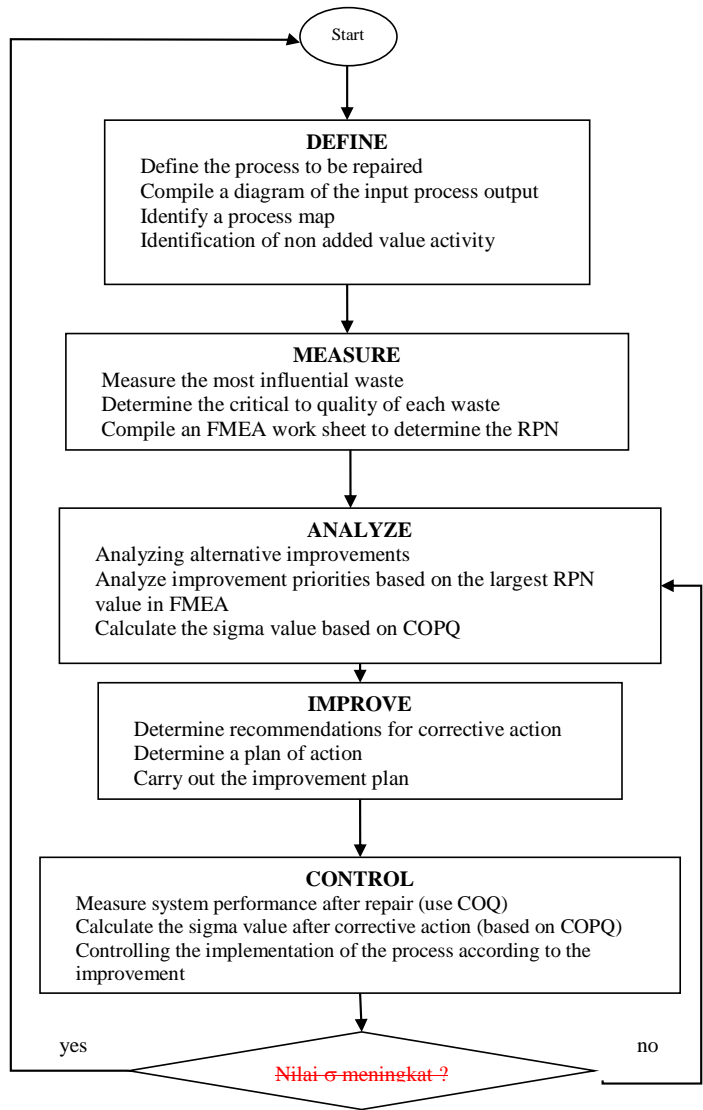 Start
DEFINE
Define the process to be repaired
Compile a diagram of the input process output
Identify a process map
Identification of non added value activity
MEASURE
Measure the most influential waste
Determine the critical to quality of each waste
Compile an FMEA work sheet to determine the RPN
ANALYZE
Analyzing alternative improvements
Analyze improvement priorities based on the largest RPN
value in FMEA
Calculate the sigma value based on COPQ
IMPROVE
Determine recommendations for corrective action
Determine a plan of action
Carry out the improvement plan
CONTROL
Measure system performance after repair (use COQ)
Calculate the sigma value after corrective action (based on COPQ)
Controlling the implementation of the process according to the
improvement
yes
no
Nilai σ meningkat ?